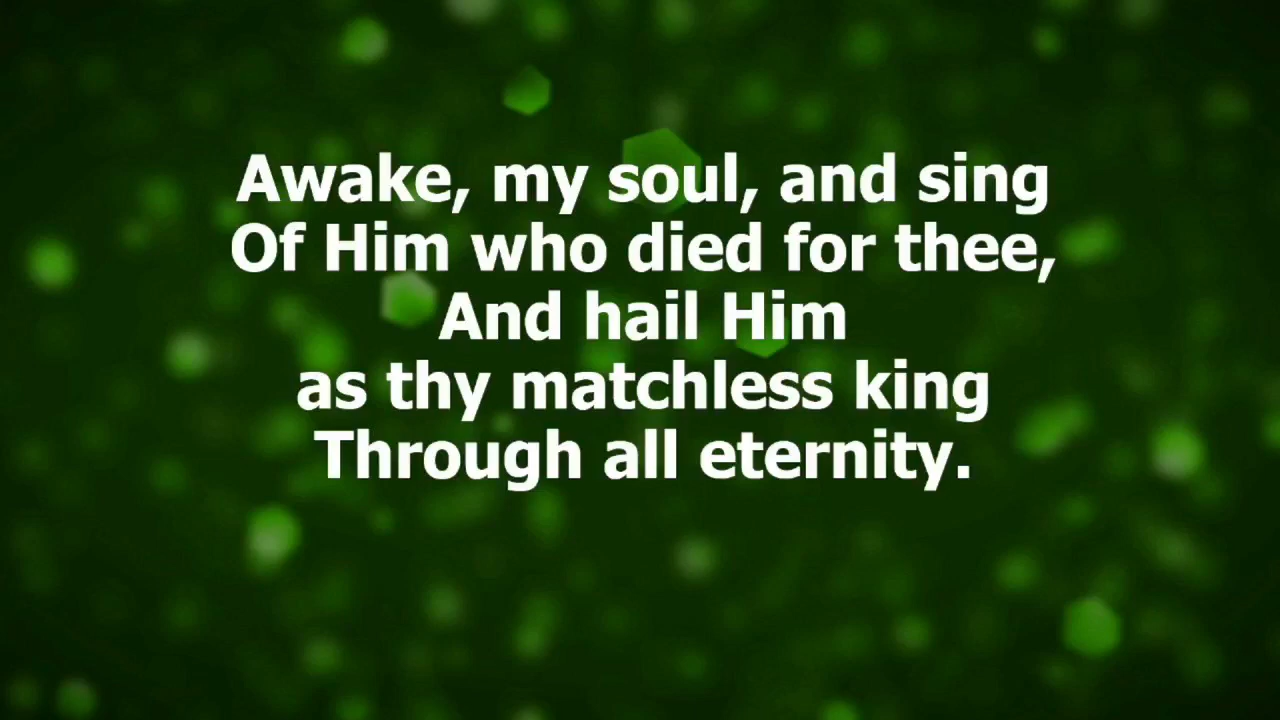 Awake, my soul, and sing
Of Him who died for thee,
And hail Him
as thy matchless king
Through all eternity.